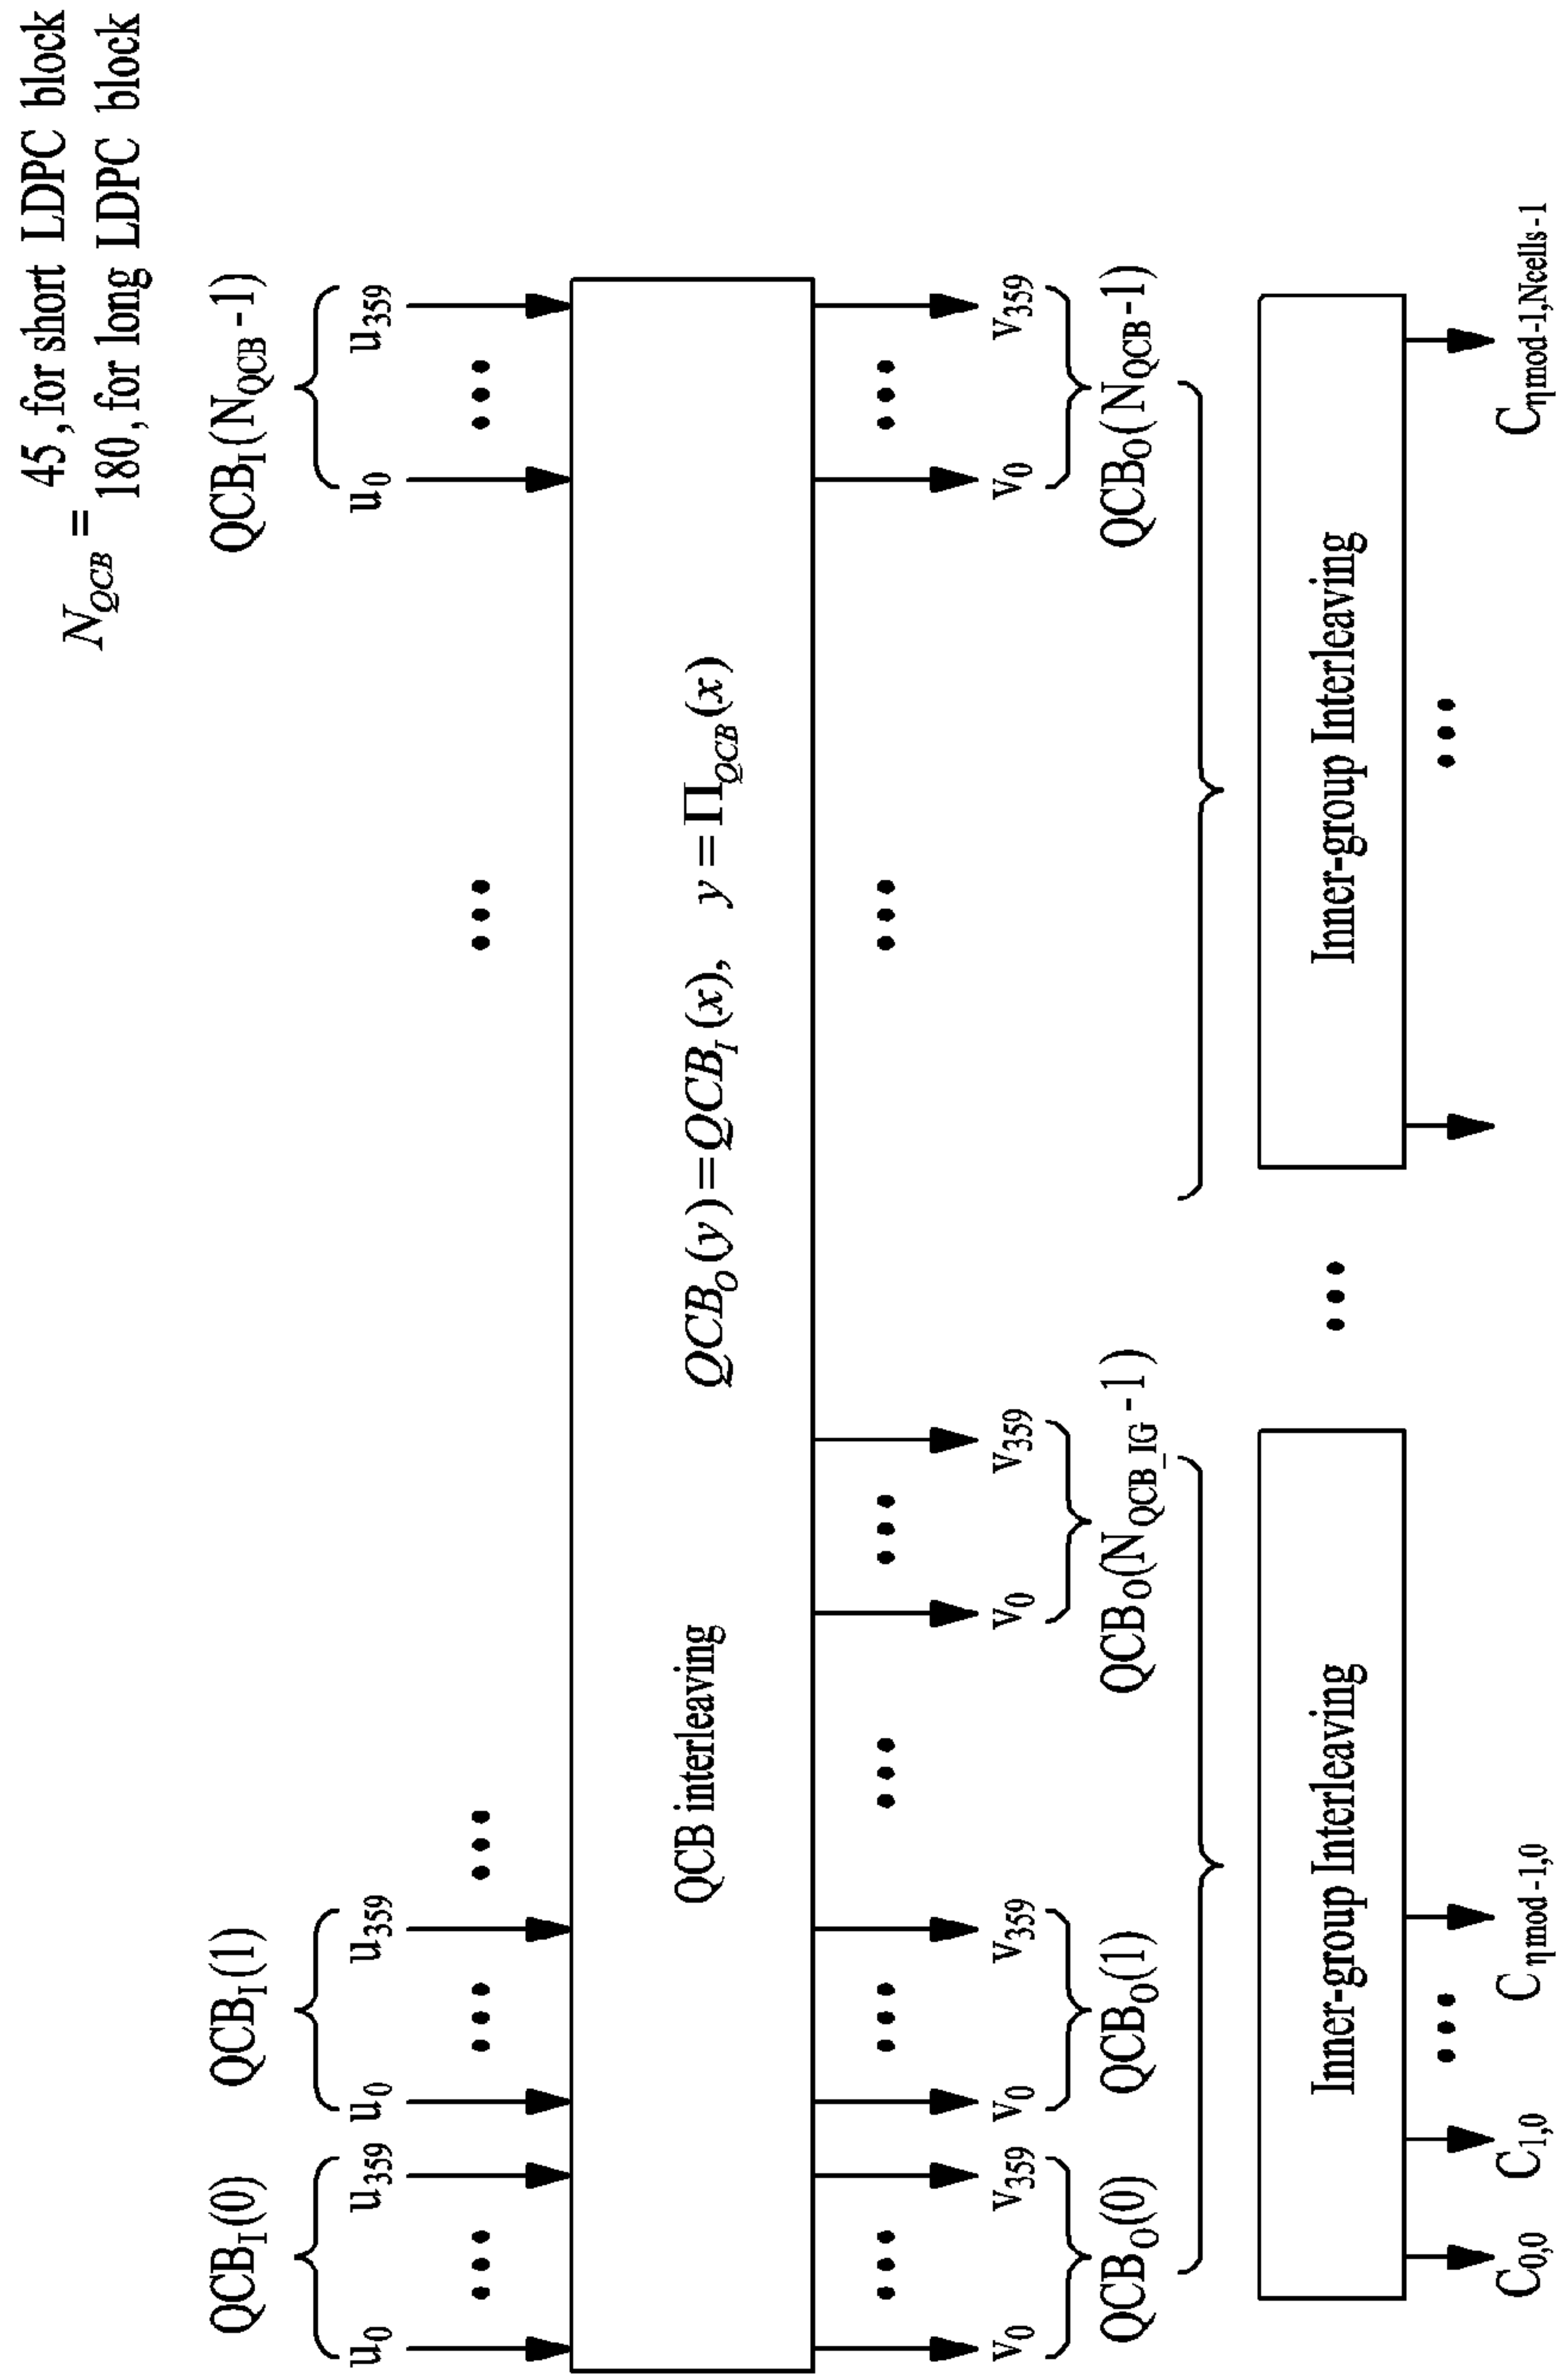 45 , for short LDPC block
N_QCB =
180, for long LDPC block
QCB_I(0) QCB_I(1) QCB_I(N_QCB -1)
u_0 u_359 u_0 u_359 u_0 u_359
QCB interleaving QCB_O(y)=QCB_I(x), y=Π_QCB(x)
v_0 v_359 v_0 v_359 v_0 v_359 v_0 v_359
QCB_O(0) QCB_O(1) QCB_O(N_QCB_IG -1) QCB_O(N_QCB -1)
Inner-group Interleaving Inner-group Interleaving
C_0,0 C_1,0 C_ηmod -1,0 C_ηmod -1,Ncells -1